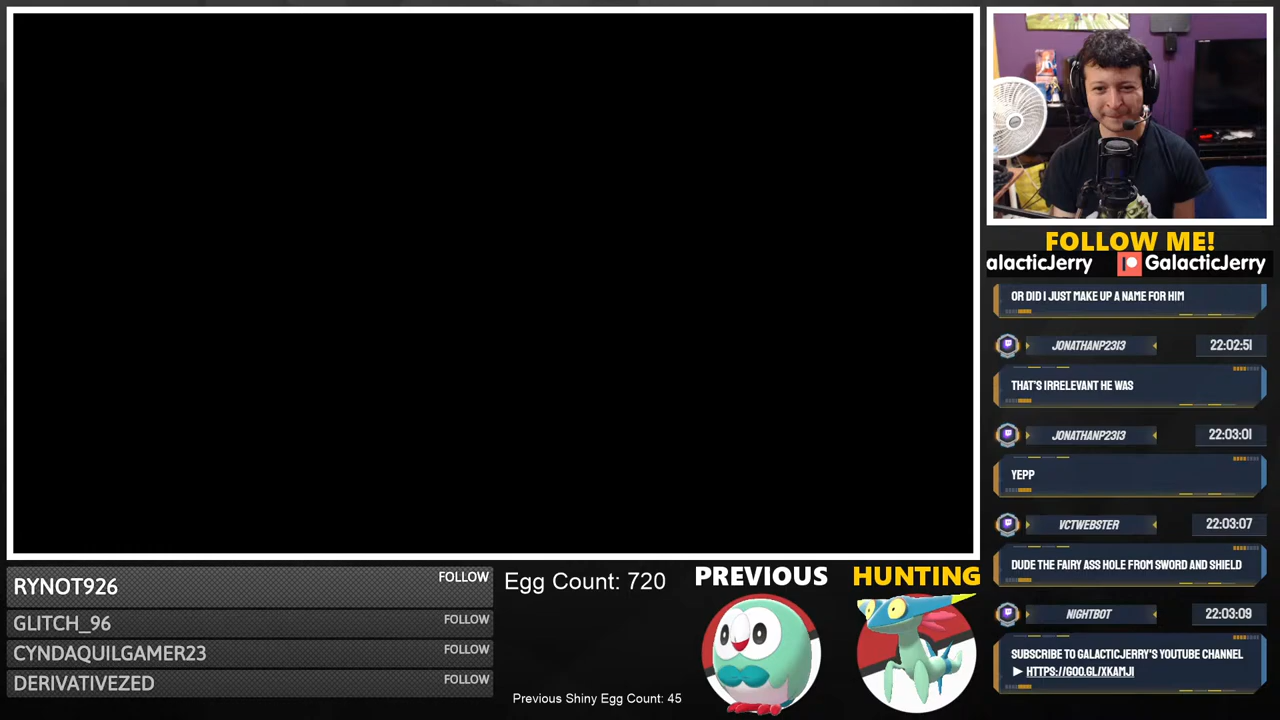 FOLLOW ME!
alacticJerry GalacticJerry
OR DID I JUST MAKE UP A NAME FOR HIM
JONATHANP2313 22:02:51
THAT'S IRRELEVANT HE WAS
JONATHANP2313 22:03:01
YEPP
VCTWEBSTER 22:03:07
DUDE THE FAIRY ASS HOLE FROM SWORD AND SHIELD
NIGHTBOT 22:03:09
SUBSCRIBE TO GALACTICJERRY'S YOUTUBE CHANNEL
► HTTPS://GOO.GL/XKAMJI
RYNOT926 FOLLOW
GLITCH_96 FOLLOW
CYNDAQUILGAMER23 FOLLOW
DERIVATIVEZED FOLLOW
Egg Count: 720
Previous Shiny Egg Count: 45
PREVIOUS
HUNTING